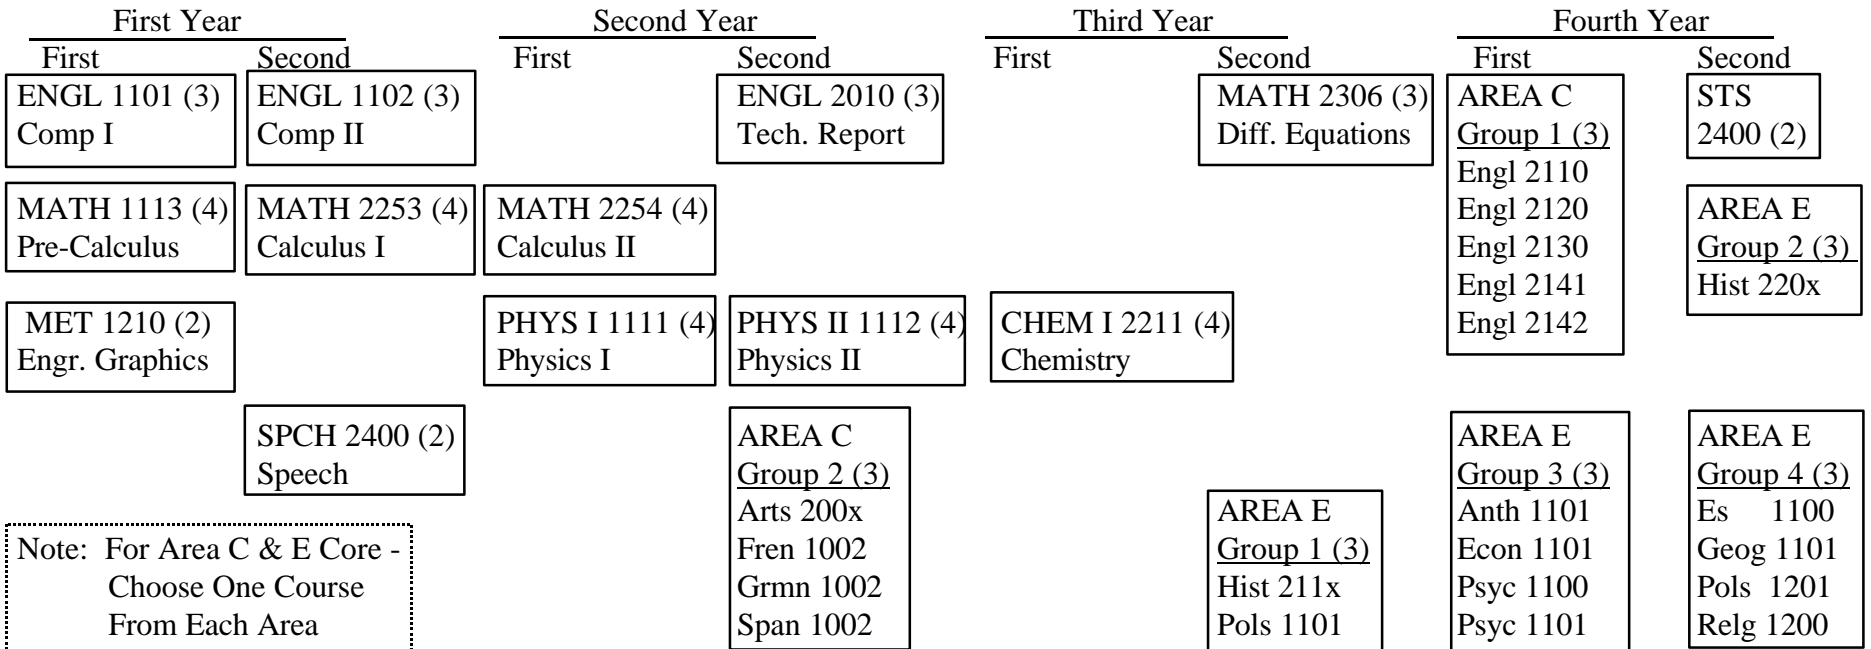 First Year
Second Year
Third Year
Fourth Year
First
Second
First
Second
First
Second
First
Second
ENGL 1101 (3)
Comp I
ENGL 1102 (3)
Comp II
ENGL 2010 (3)
Tech. Report
MATH 2306 (3)
Diff. Equations
AREA C
Group 1 (3)
Engl 2110
Engl 2120
Engl 2130
Engl 2141
Engl 2142
STS
2400 (2)
MATH 1113 (4)
Pre-Calculus
MATH 2253 (4)
Calculus I
MATH 2254 (4)
Calculus II
AREA E
Group 2 (3)
Hist 220x
MET 1210 (2)
Engr. Graphics
PHYS I 1111 (4)
Physics I
PHYS II 1112 (4)
Physics II
CHEM I 2211 (4)
Chemistry
SPCH 2400 (2)
Speech
AREA C
Group 2 (3)
Arts 200x
Fren 1002
Grmn 1002
Span 1002
AREA E
Group 1 (3)
Hist 211x
Pols 1101
AREA E
Group 3 (3)
Anth 1101
Econ 1101
Psyc 1100
Psyc 1101
AREA E
Group 4 (3)
Es 1100
Geog 1101
Pols 1201
Relg 1200
Note: For Area C & E Core -
Choose One Course
From Each Area